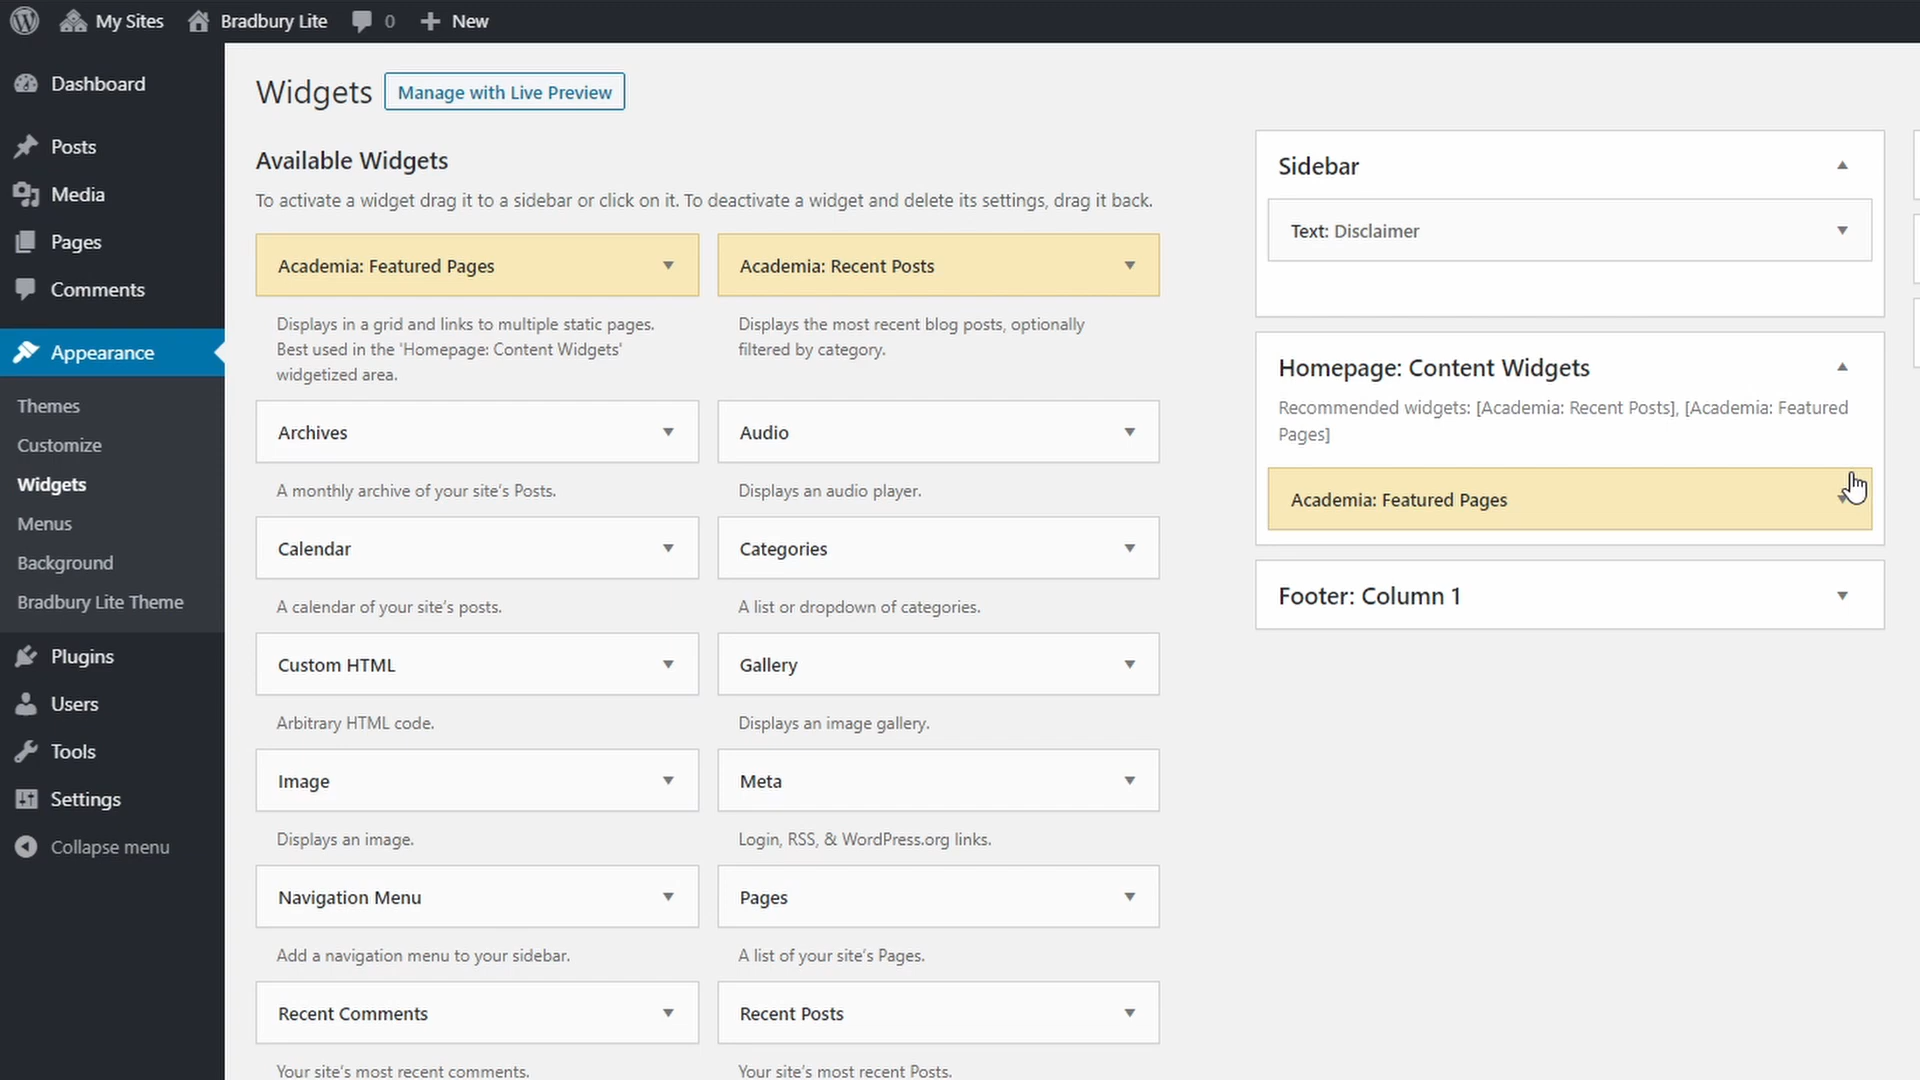 My Sites
Bradbury Lite
0
New
Dashboard
Posts
Media
Pages
Comments
Appearance
Themes
Customize
Widgets
Menus
Background
Bradbury Lite Theme
Plugins
Users
Tools
Settings
Collapse menu
Widgets
Manage with Live Preview
Available Widgets
To activate a widget drag it to a sidebar or click on it. To deactivate a widget and delete its settings, drag it back.
Academia: Featured Pages
Displays in a grid and links to multiple static pages.
Best used in the 'Homepage: Content Widgets'
widgetized area.
Academia: Recent Posts
Displays the most recent blog posts, optionally
filtered by category.
Archives
A monthly archive of your site's Posts.
Audio
Displays an audio player.
Calendar
A calendar of your site's posts.
Categories
A list or dropdown of categories.
Custom HTML
Arbitrary HTML code.
Gallery
Displays an image gallery.
Image
Displays an image.
Meta
Login, RSS, & WordPress.org links.
Navigation Menu
Add a navigation menu to your sidebar.
Pages
A list of your site's Pages.
Recent Comments
Your site's most recent comments.
Recent Posts
Your site's most recent Posts.
Sidebar
Text: Disclaimer
Homepage: Content Widgets
Recommended widgets: [Academia: Recent Posts], [Academia: Featured
Pages]
Academia: Featured Pages
Footer: Column 1